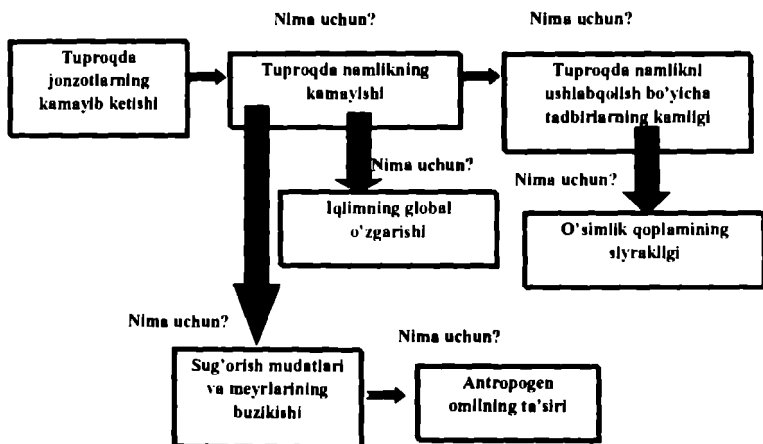 Nima uchun?
Nima uchun?
Tuproqda
jonzotlarning
kamayib ketishi
Tuproqda namlikning
kamayishi
Tuproqda namlikni
ushlabqolish bo'yicha
tadbirlarning kamligi
Nima uchun?
Nima uchun?
Iqlimning global
o'zgarishi
O'simlik qoplamining
siyrakligi
Nima uchun?
Nima uchun?
Sug'orish mudatlari
va meyrlarining
buzikishi
Antropogen
omilning ta'siri